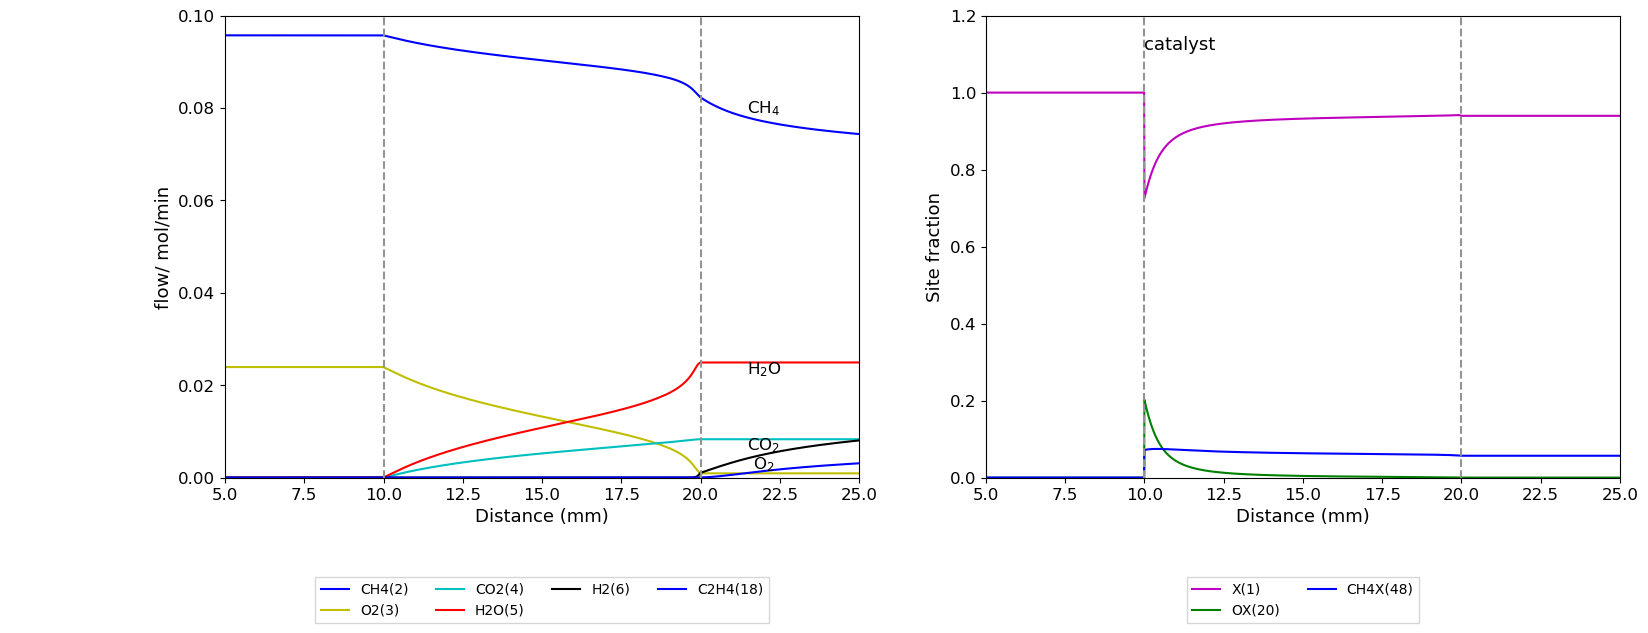 0.10
0.08
0.06
0.04
0.02
0.00
flow/ mol/min
CH4
H2O
CO2
O2
5.0 7.5 10.0 12.5 15.0 17.5 20.0 22.5 25.0
Distance (mm)
CH4(2) CO2(4) H2(6) C2H4(18)
O2(3) H2O(5)
1.2
1.0
0.8
0.6
0.4
0.2
0.0
Site fraction
catalyst
5.0 7.5 10.0 12.5 15.0 17.5 20.0 22.5 25.0
Distance (mm)
X(1) CH4X(48)
OX(20)